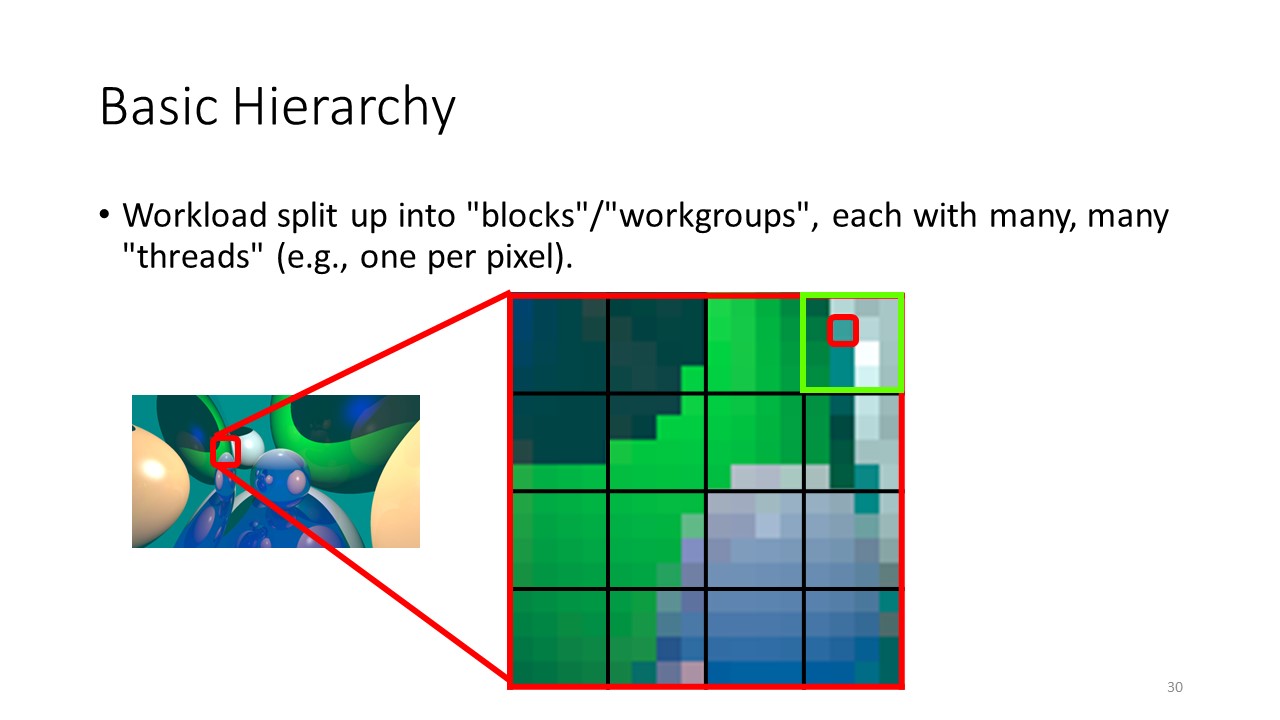 Basic Hierarchy
• Workload split up into "blocks"/"workgroups", each with many, many
"threads" (e.g., one per pixel).
30